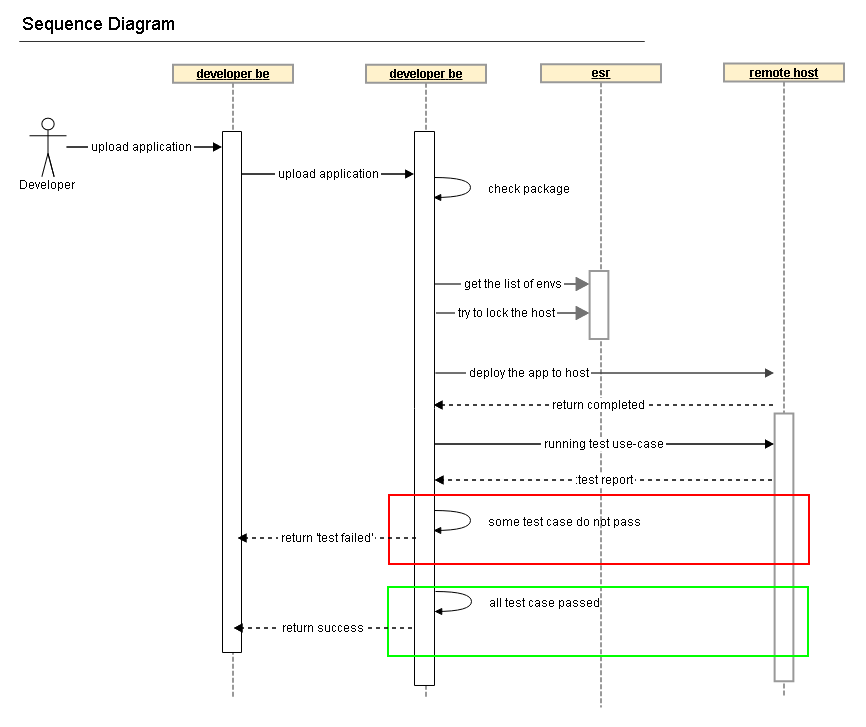 Sequence Diagram
developer be
developer be
esr
remote host
Developer
upload application
upload application
check package
get the list of envs
try to lock the host
deploy the app to host
return completed
running test use-case
:test report
some test case do not pass
return 'test failed'
all test case passed
return success